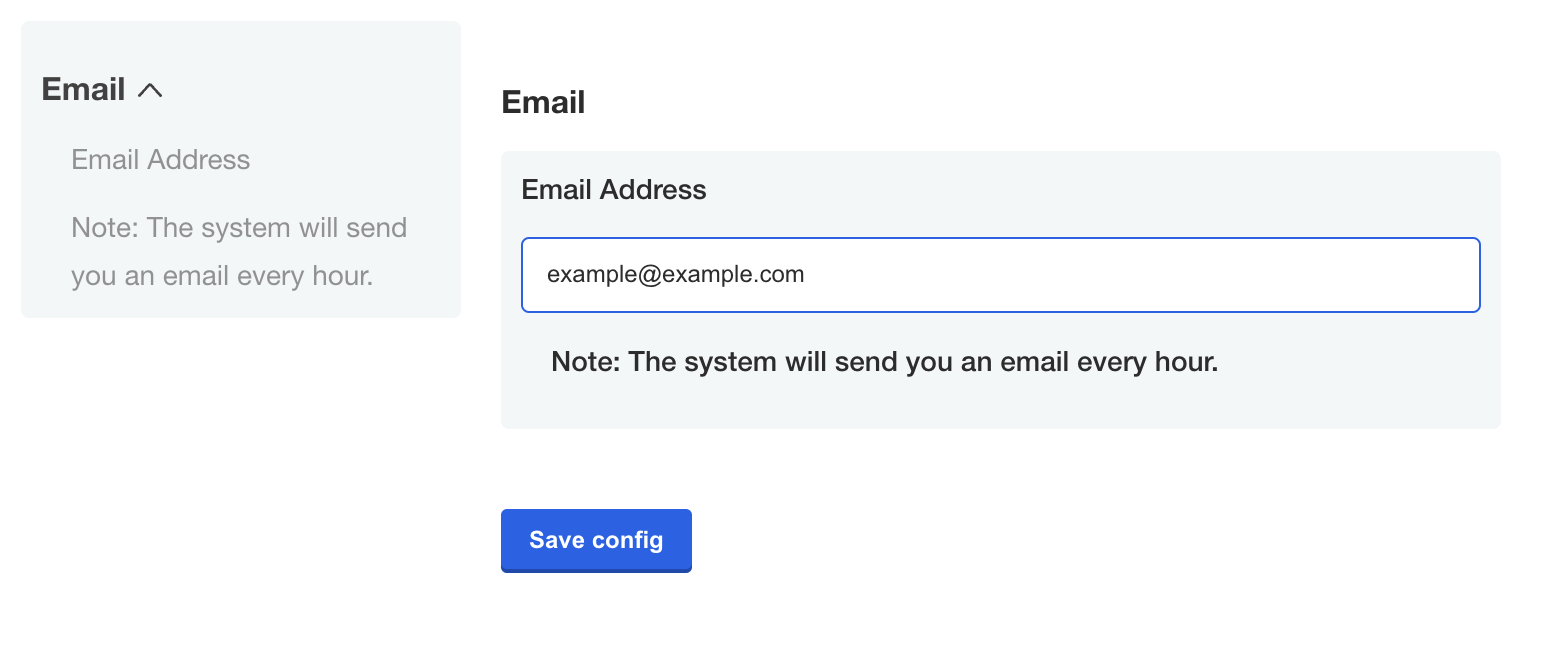 Email
Email Address
Note: The system will send
you an email every hour.
Email
Email Address
example@example.com
Note: The system will send you an email every hour.
Save config